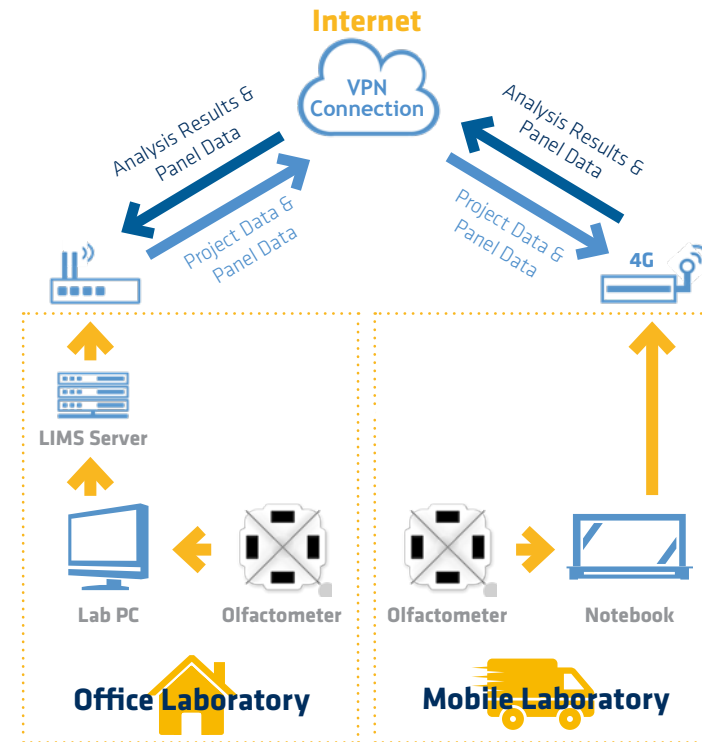 Internet
VPN
Connection
Analysis Results &
Panel Data
Project Data &
Panel Data
Analysis Results &
Panel Data
Project Data &
Panel Data
4G
LIMS Server
Lab PC
Olfactometer
Olfactometer
Notebook
Office Laboratory
Mobile Laboratory